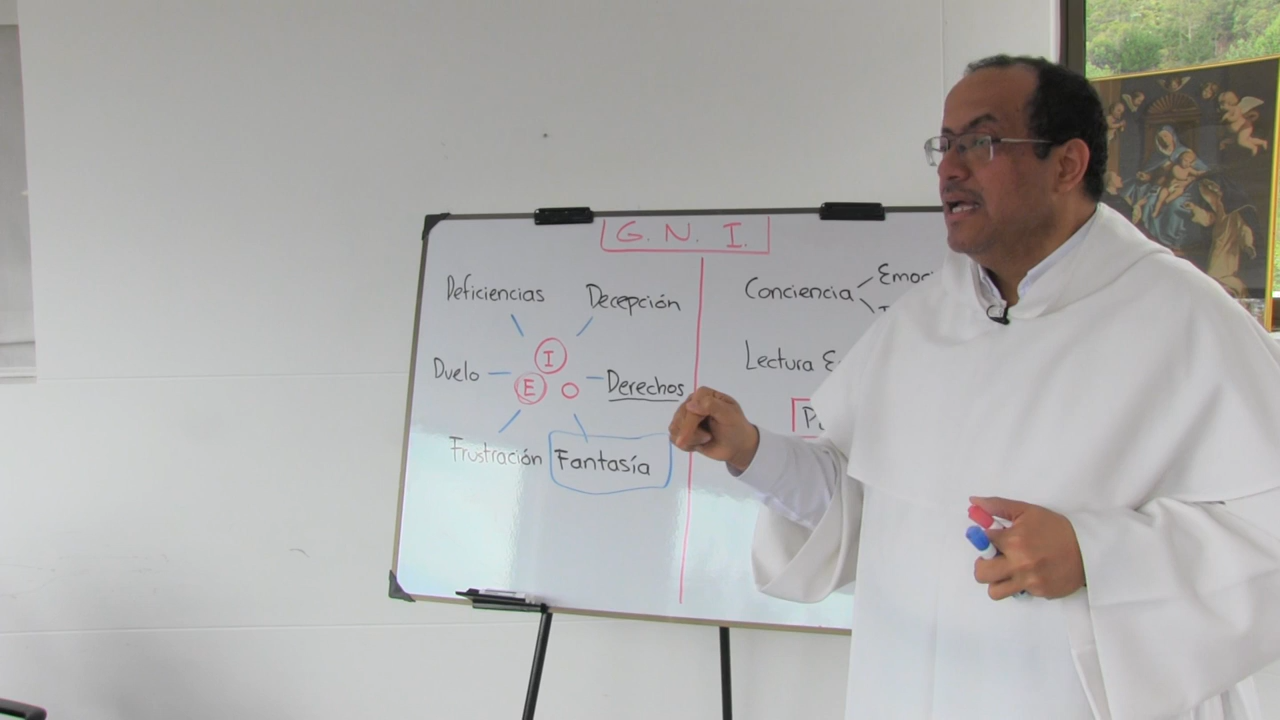 G. N. I.
Deficiencias
Decepción
Duelo
I
E
O
Derechos
Frustración
Fantasía
Conciencia
Lectura